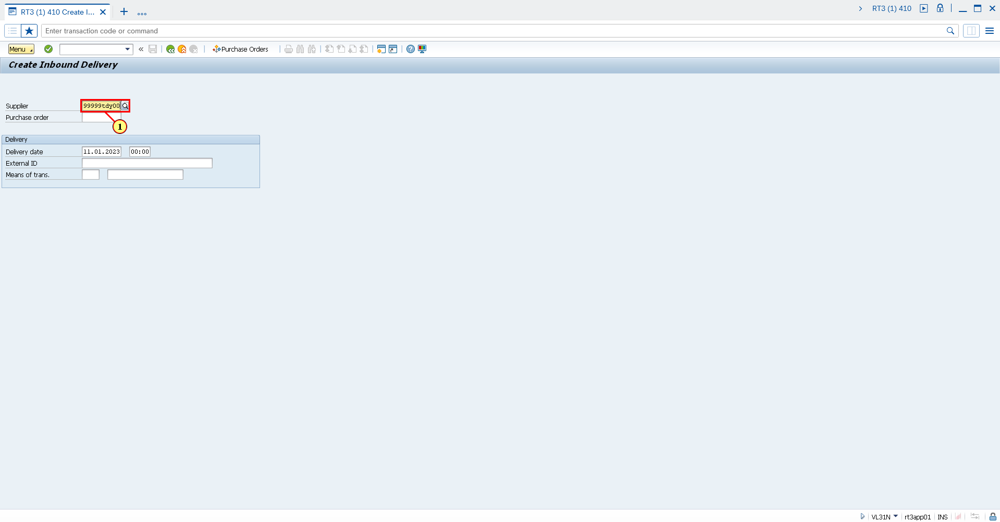 RT3 (1) 410 Create I...
RT3 (1) 410
Enter transaction code or command
Menu
Purchase Orders
Create Inbound Delivery
Supplier 99999tdy00
Purchase order
1
Delivery
Delivery date 11.01.2023 00:00
External ID
Means of trans.
VL31N rt3app01 INS